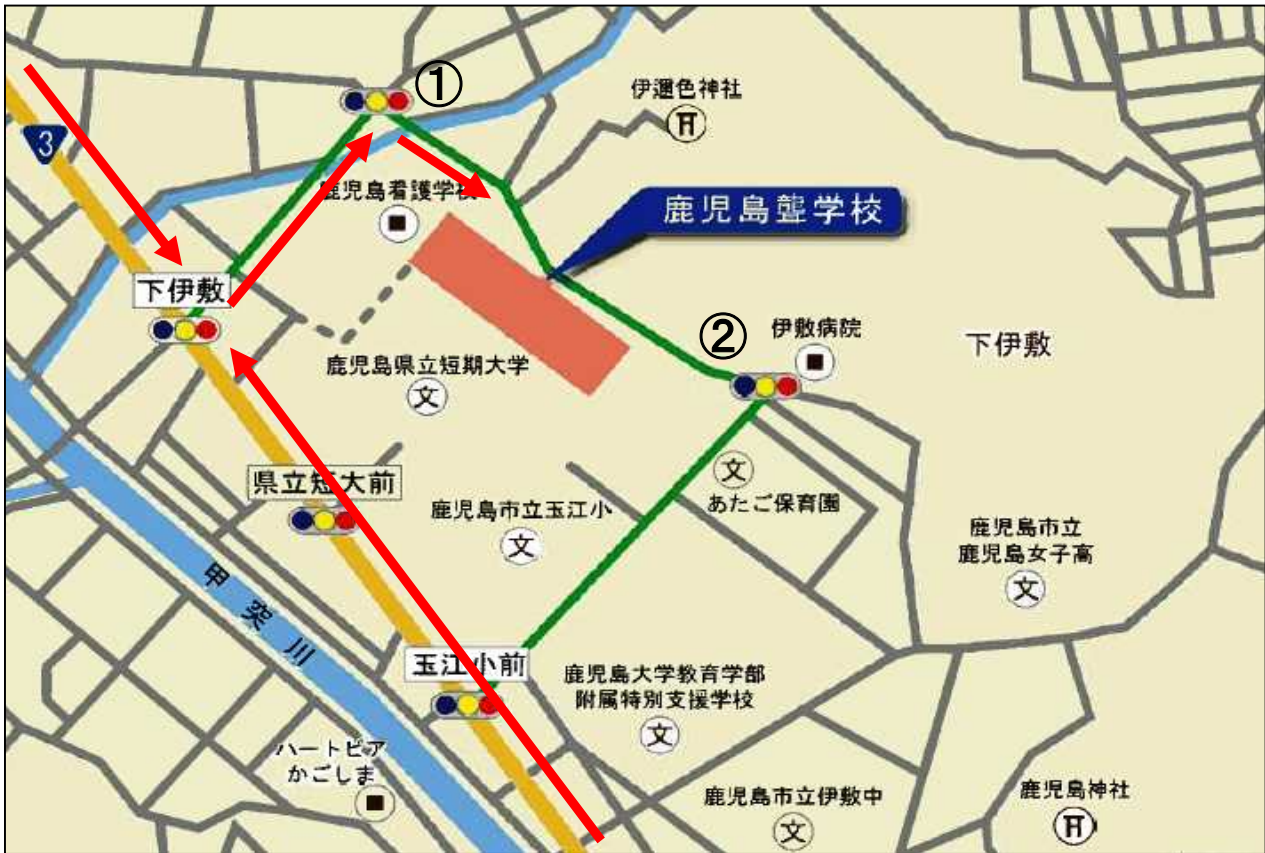 ①
伊邇色神社
3
鹿児島看護学校
鹿児島聾学校
下伊敷
②
伊敷病院
下伊敷
鹿児島県立短期大学
文
県立短大前
鹿児島市立玉江小
文
文
あたご保育園
鹿児島市立
鹿児島女子高
文
甲突川
玉江小前
鹿児島大学教育学部
附属特別支援学校
文
ハートピア
かごしま
鹿児島市立伊敷中
文
鹿児島神社